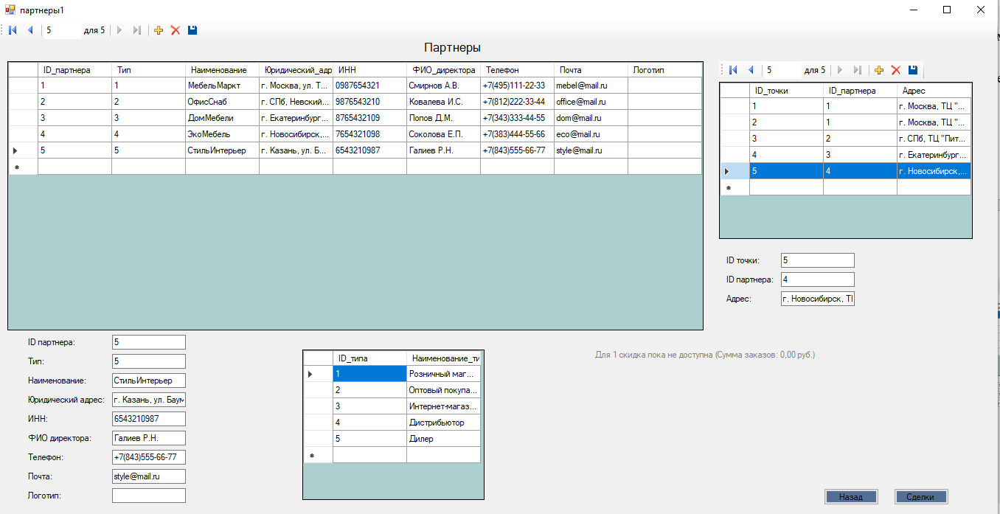 партнеры1
5 для 5
Партнеры
ID_партнера Тип Наименование Юридический_адр ИНН ФИО_директора Телефон Почта Логотип
1 1 МебельМаркт г. Москва, ул. Т... 0987654321 Смирнов А.В. +7(495)111-22-33 mebel@mail.ru
2 2 ОфисСнаб г. СПб, Невский... 9876543210 Ковалева И.С. +7(812)222-33-44 office@mail.ru
3 3 ДомМебели г. Екатеринбург... 8765432109 Попов Д.М. +7(343)333-44-55 dom@mail.ru
4 4 ЭкоМебель г. Новосибирск,... 7654321098 Соколова Е.П. +7(383)444-55-66 eco@mail.ru
5 5 СтильИнтерьер г. Казань, ул. Б... 6543210987 Галиев Р.Н. +7(843)555-66-77 style@mail.ru
5 для 5
ID_точки ID_партнера Адрес
1 1 г. Москва, ТЦ "...
2 1 г. Москва, ТЦ "...
3 2 г. СПб, ТЦ "Пит...
4 3 г. Екатеринбург...
5 4 г. Новосибирск,...
ID точки: 5
ID партнера: 4
Адрес: г. Новосибирск, ТЦ
ID партнера: 5
Тип: 5
Наименование: СтильИнтерьер
Юридический адрес: г. Казань, ул. Баум
ИНН: 6543210987
ФИО директора: Галиев Р.Н.
Телефон: +7(843)555-66-77
Почта: style@mail.ru
Логотип:
ID_типа Наименование_ти
1 Розничный маг...
2 Оптовый покупа...
3 Интернет-магаз...
4 Дистрибьютор
5 Дилер
Для 1 скидка пока не доступна (Сумма заказов: 0,00 руб.)
Назад Сделки